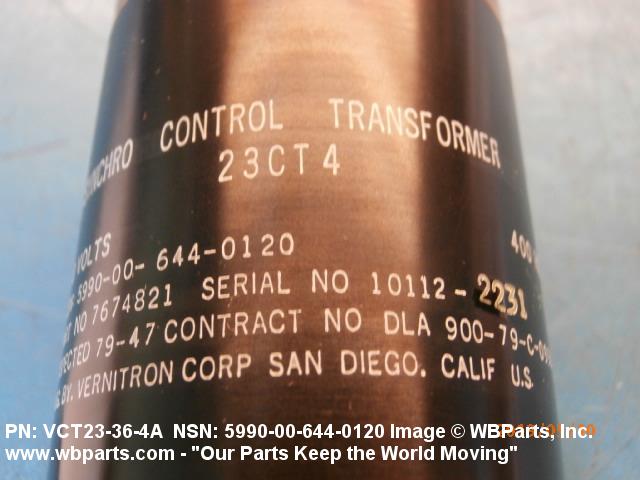 CONTROL TRANSFORMER
23CT4
VOLTS 400
5990-00-644-0120
NO 7674821 SERIAL NO 10112-2231
79-47 CONTRACT NO DLA 900-79-C-
BY. VERNITRON CORP SAN DIEGO. CALIF U.S.
PN: VCT23-36-4A NSN: 5990-00-644-0120 Image © WBParts, Inc.
www.wbparts.com - "Our Parts Keep the World Moving"